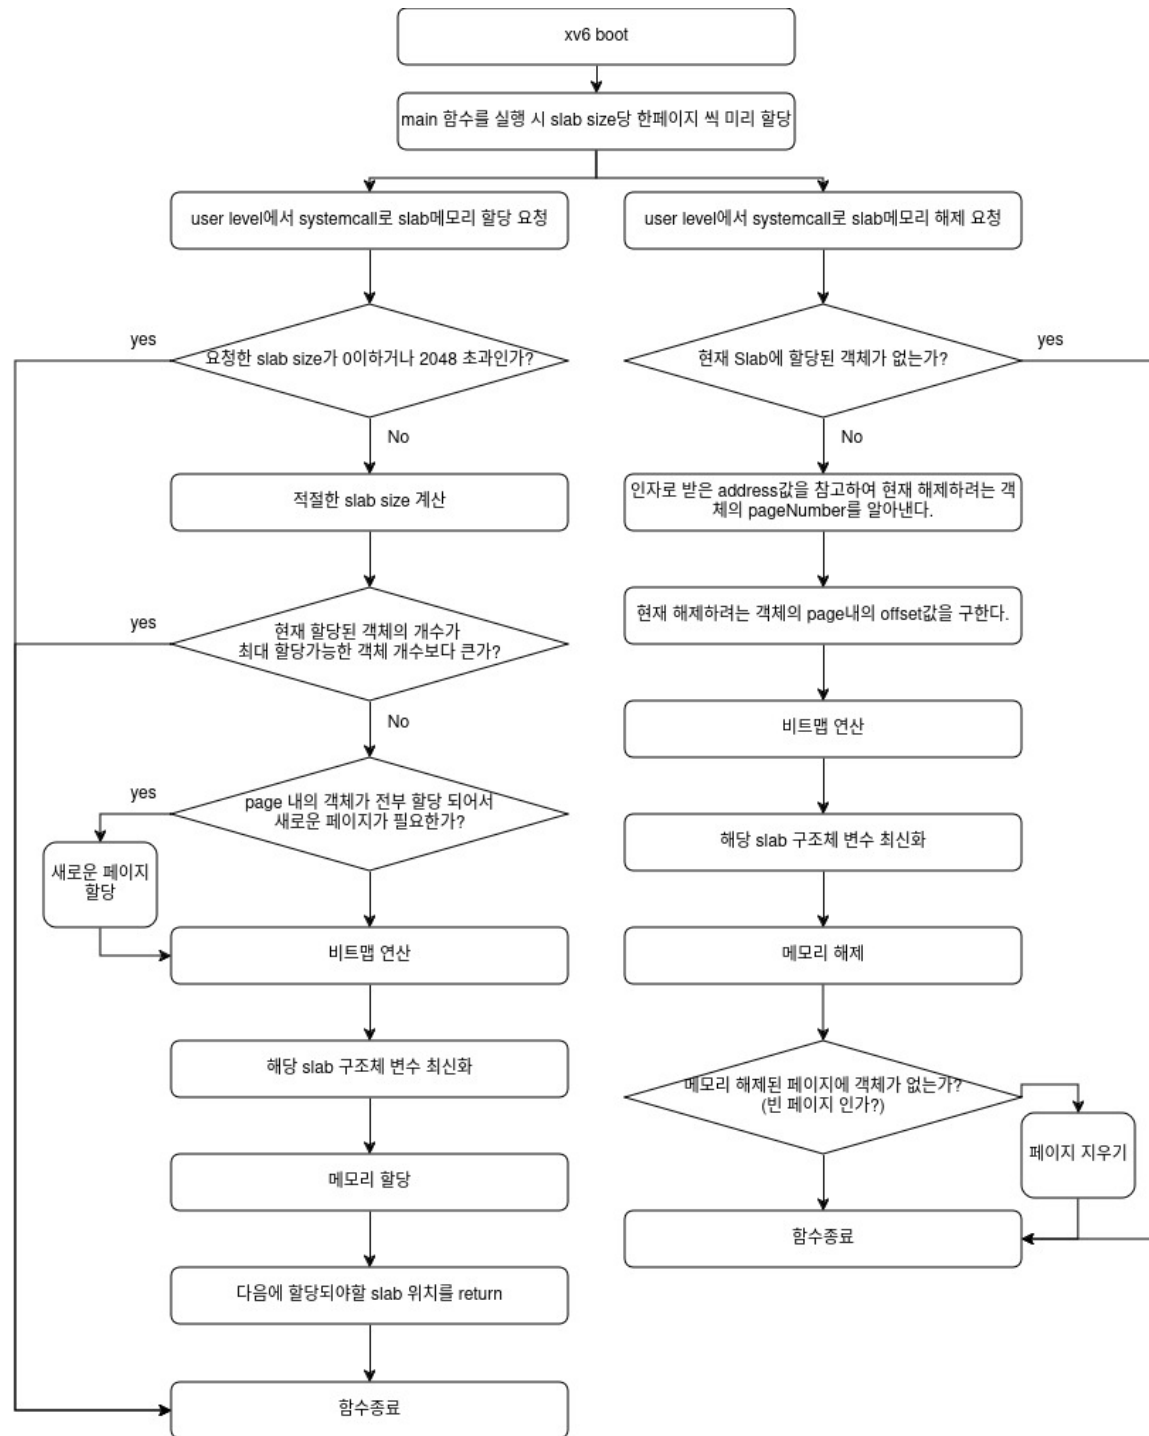 xv6 boot
main 함수를 실행 시 slab size당 한페이지 씩 미리 할당
user level에서 systemcall로 slab메모리 할당 요청
yes
요청한 slab size가 0이하거나 2048 초과인가?
No
적절한 slab size 계산
yes
현재 할당된 객체의 개수가
최대 할당가능한 객체 개수보다 큰가?
No
yes
page 내의 객체가 전부 할당 되어서
새로운 페이지가 필요한가?
새로운 페이지
할당
비트맵 연산
해당 slab 구조체 변수 최신화
메모리 할당
다음에 할당되야할 slab 위치를 return
함수종료
user level에서 systemcall로 slab메모리 해제 요청
현재 Slab에 할당된 객체가 없는가?
yes
No
인자로 받은 address값을 참고하여 현재 해제하려는 객
체의 pageNumber를 알아낸다.
현재 해제하려는 객체의 page내의 offset값을 구한다.
비트맵 연산
해당 slab 구조체 변수 최신화
메모리 해제
메모리 해제된 페이지에 객체가 없는가?
(빈 페이지 인가?)
페이지 지우기
함수종료